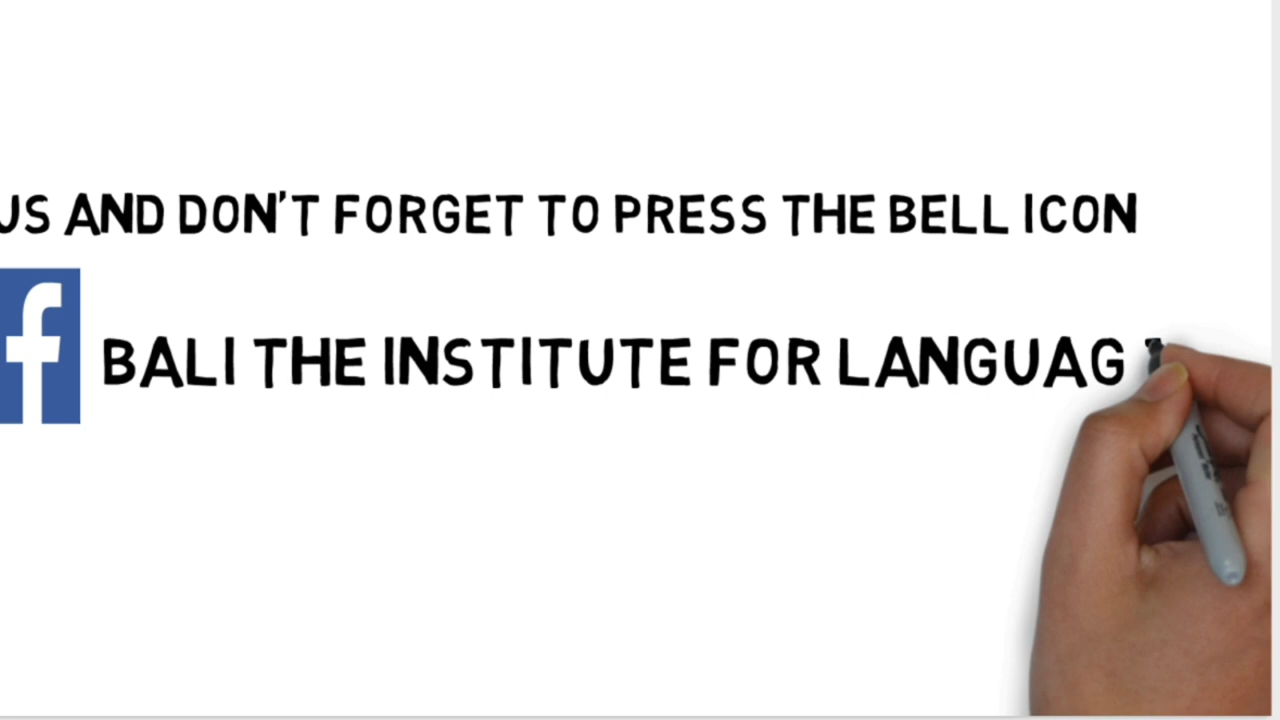 US AND DON'T FORGET TO PRESS THE BELL ICON
BALI THE INSTITUTE FOR LANGUAG